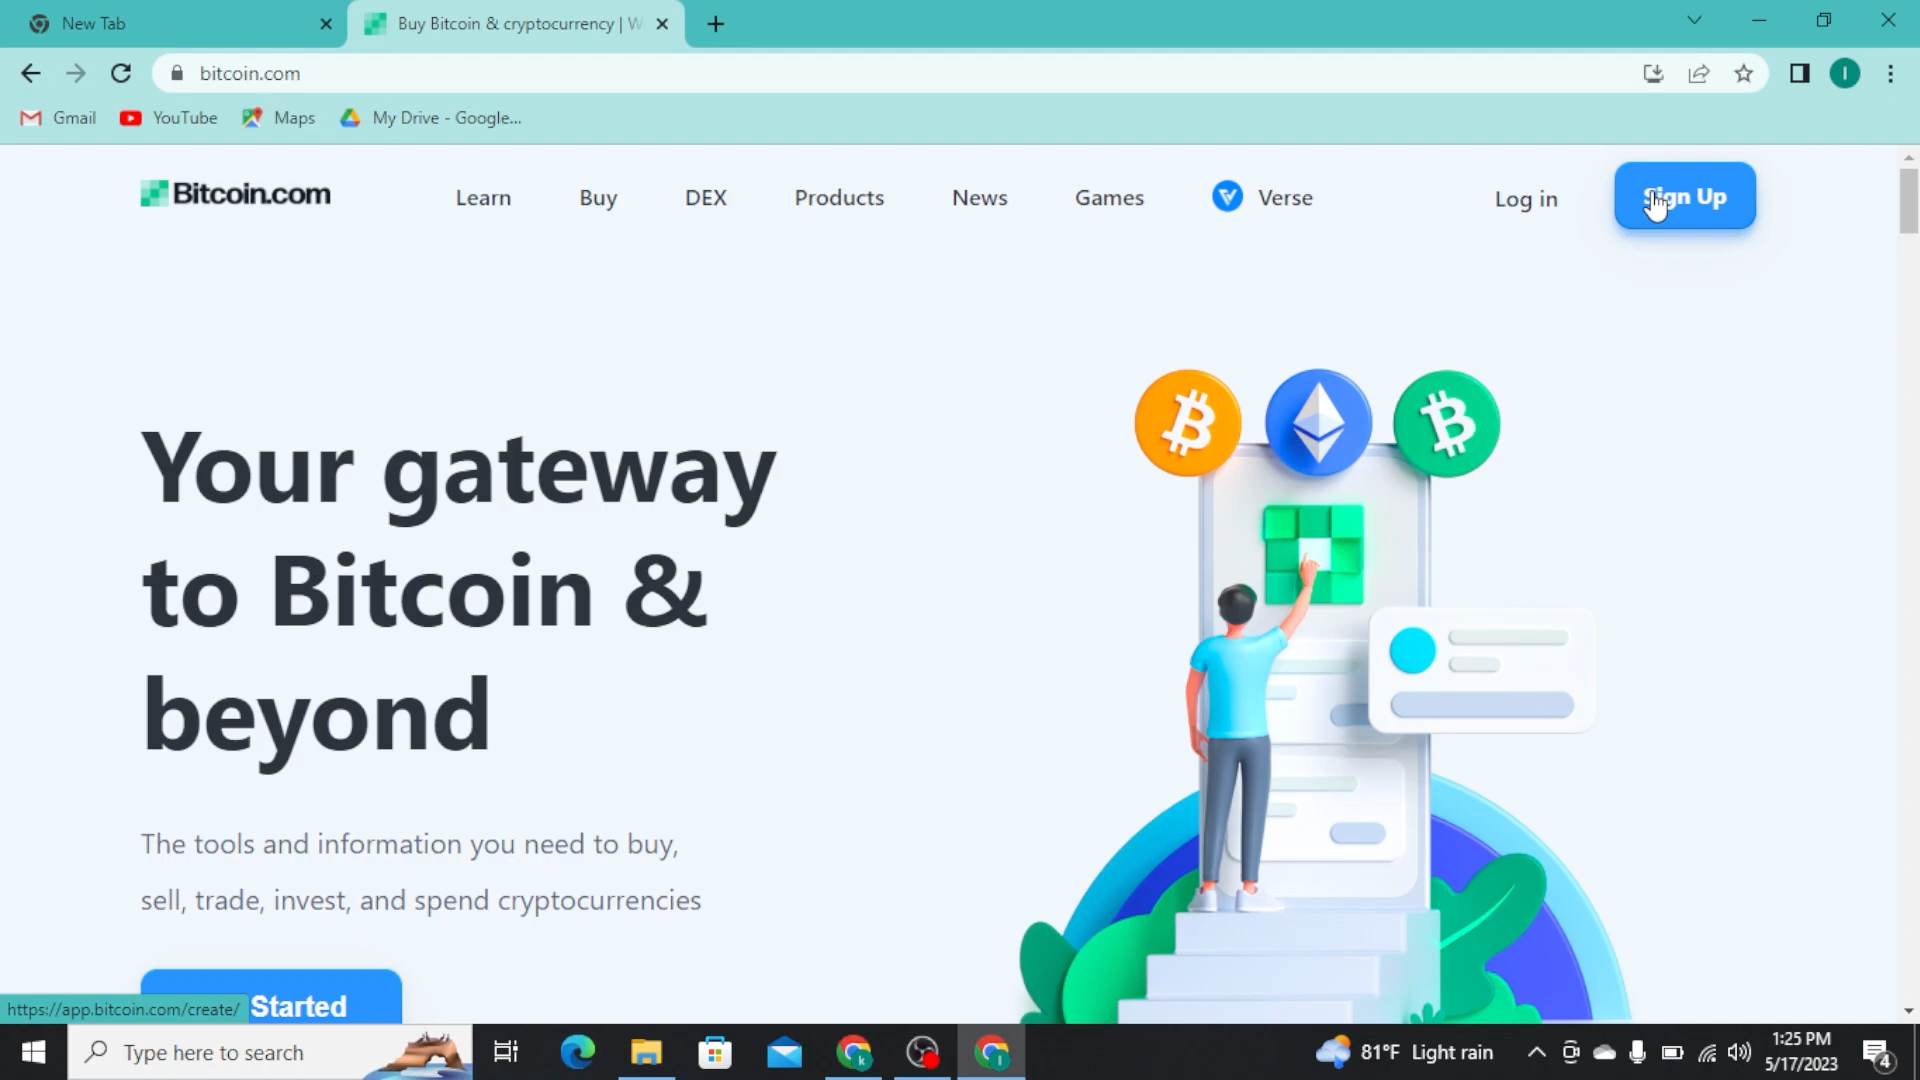 New Tab
Buy Bitcoin & cryptocurrency | W
bitcoin.com
Gmail
YouTube
Maps
My Drive - Google...
Bitcoin.com
Learn
Buy
DEX
Products
News
Games
Verse
Log in
Sign Up
Your gateway
to Bitcoin &
beyond
The tools and information you need to buy,
sell, trade, invest, and spend cryptocurrencies
Started
https://app.bitcoin.com/create/
Type here to search
81°F Light rain
1:25 PM
5/17/2023
4